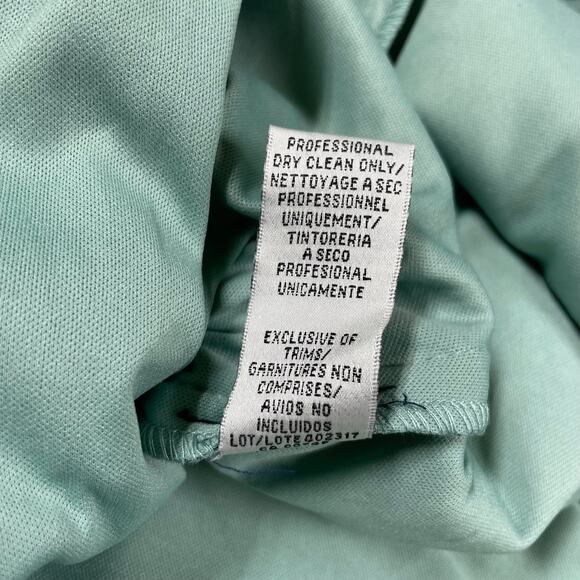 PROFESSIONAL
DRY CLEAN ONLY/
NETTOYAGE A SEC
PROFESSIONNEL
UNIQUEMENT/
TINTORERIA
A SECO
PROFESIONAL
UNICAMENTE
EXCLUSIVE OF
TRIMS/
GARNITURES NON
COMPRISES/
AVIOS NO
INCLUIDOS
LOT/LOTE 002317